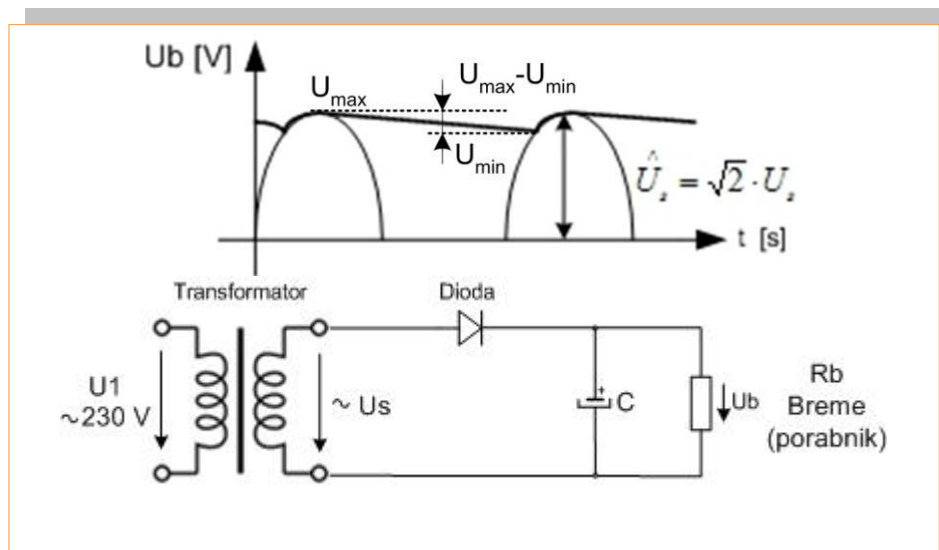 Ub [V]
Umax
Umax-Umin
Umin
Ûs = √2 · Us
t [s]
Transformator
Dioda
U1
~230 V
~ Us
+
C
Ub
Rb
Breme
(porabnik)